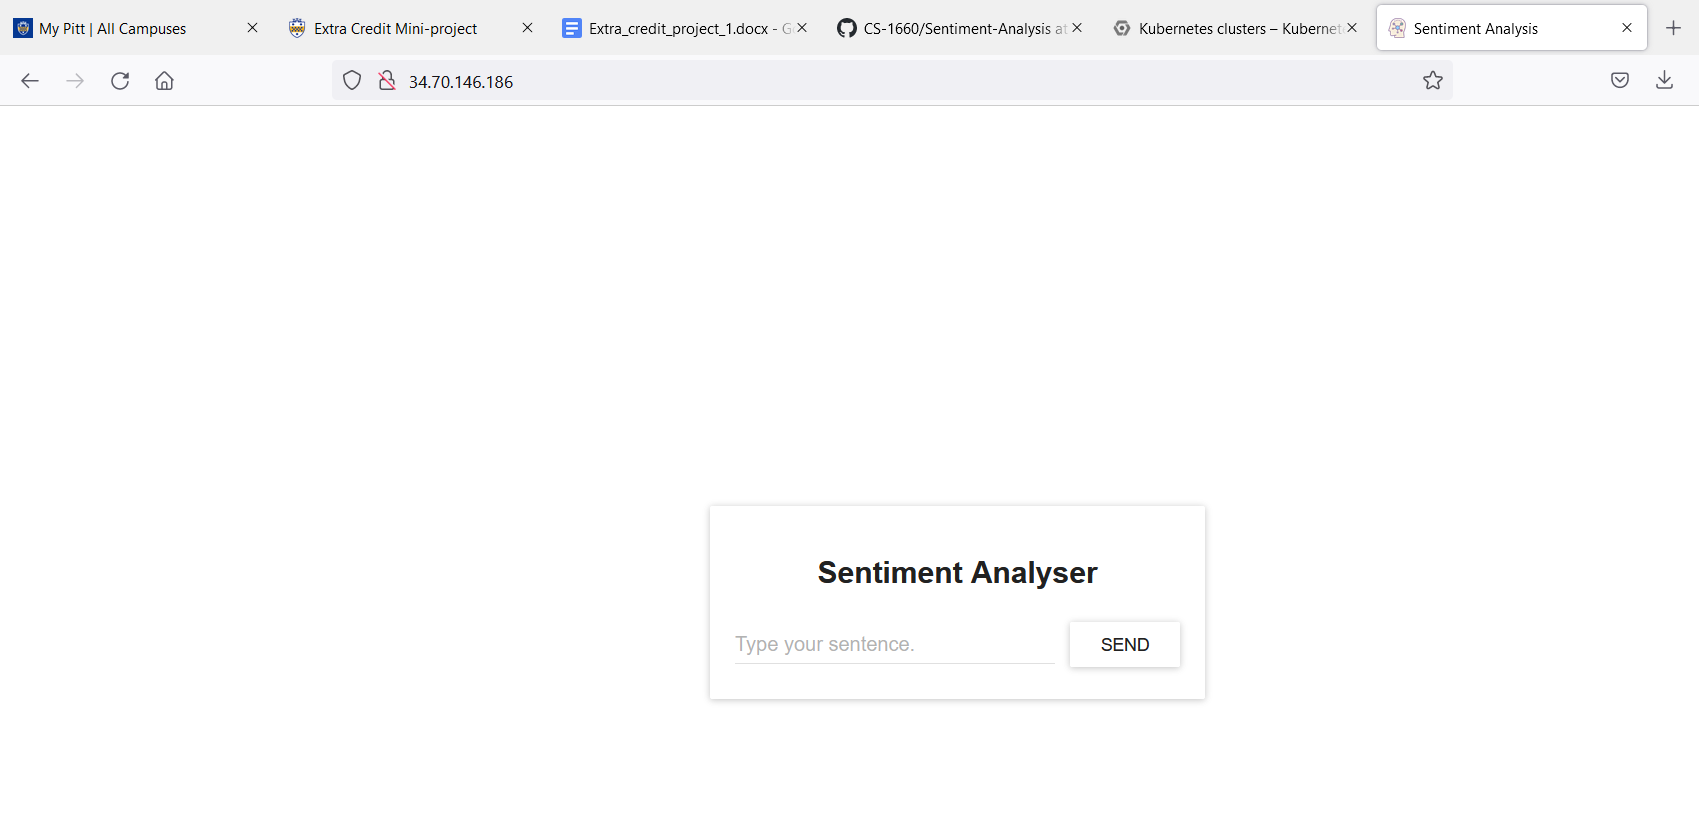 My Pitt | All Campuses
Extra Credit Mini-project
Extra_credit_project_1.docx - G
CS-1660/Sentiment-Analysis at
Kubernetes clusters – Kubernet
Sentiment Analysis
34.70.146.186
Sentiment Analyser
Type your sentence.
SEND